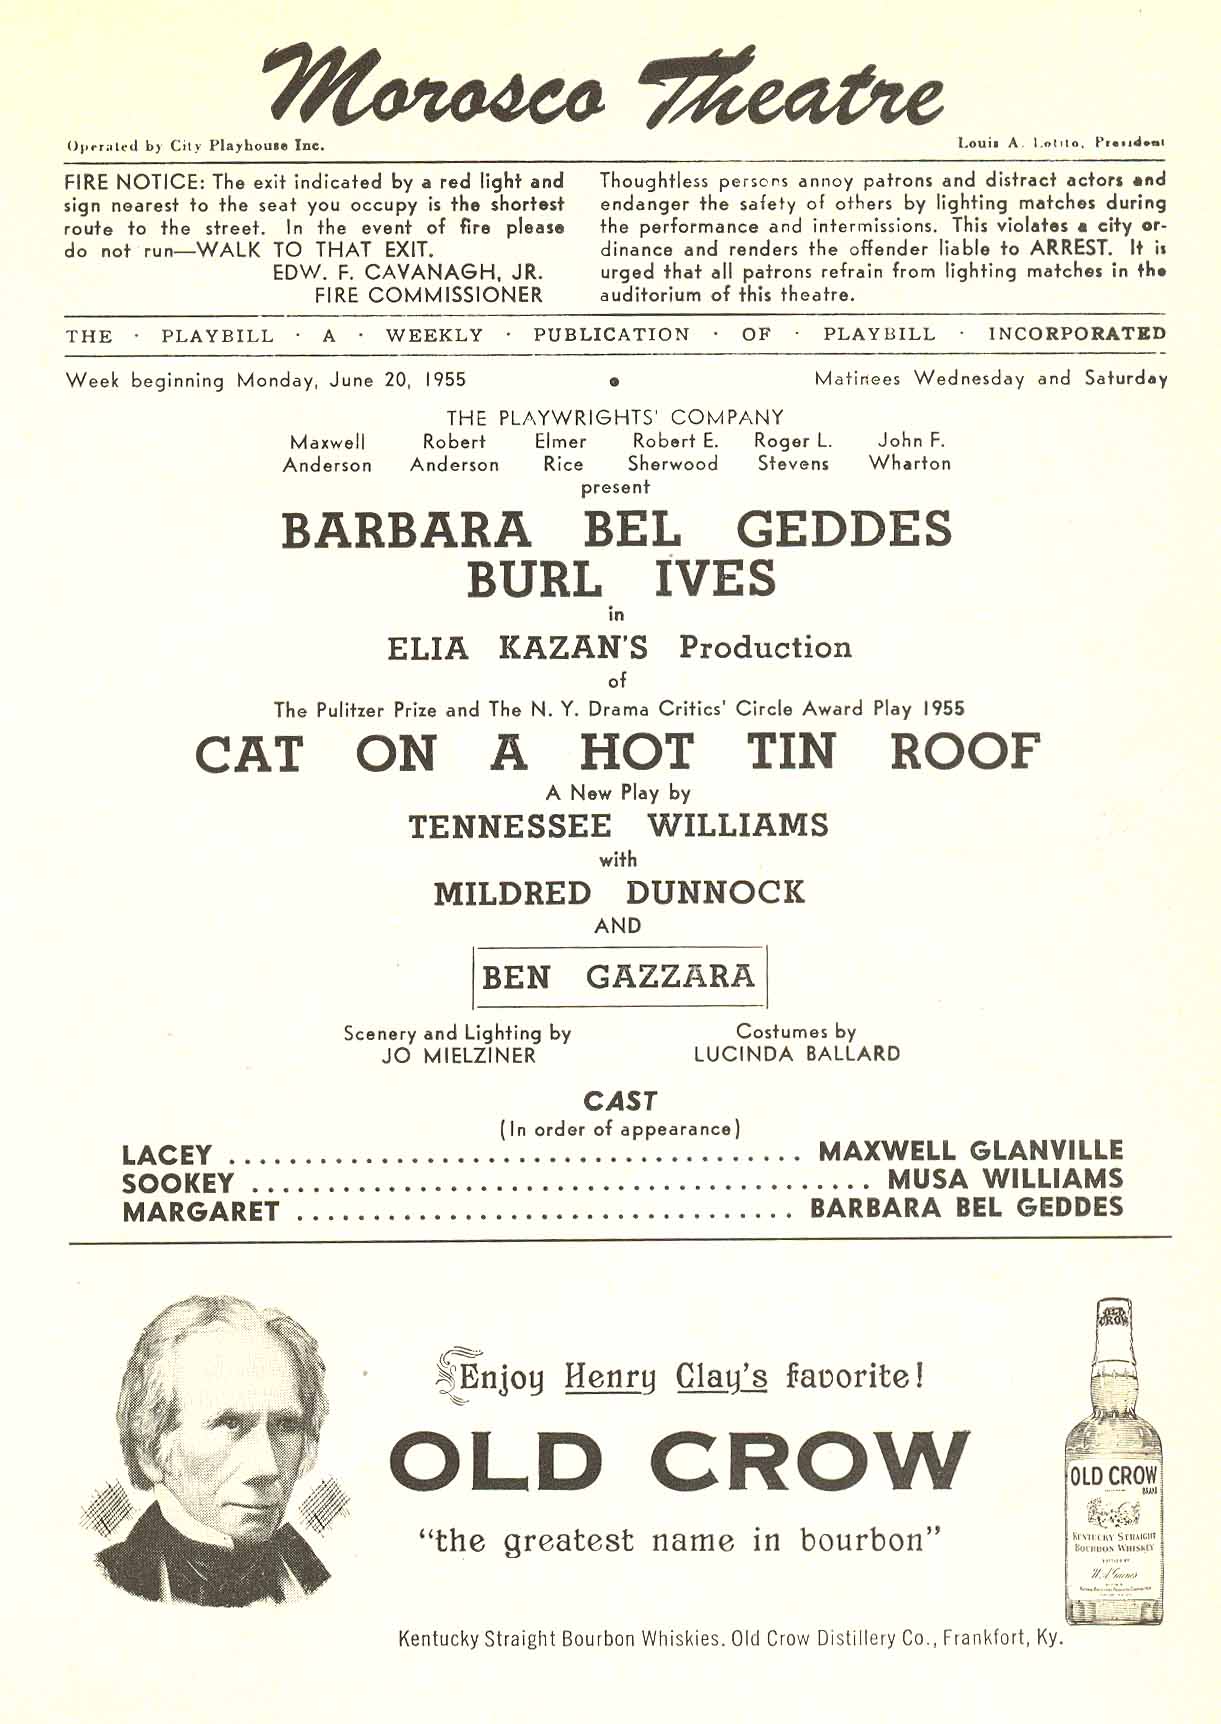 Morosco Theatre
Operated by City Playhouse Inc.
Louis A. Lotito, President
FIRE NOTICE: The exit indicated by a red light and
sign nearest to the seat you occupy is the shortest
route to the street. In the event of fire please
do not run—WALK TO THAT EXIT.
EDW. F. CAVANAGH, JR.
FIRE COMMISSIONER
Thoughtless persons annoy patrons and distract actors and
endanger the safety of others by lighting matches during
the performance and intermissions. This violates a city or-
dinance and renders the offender liable to ARREST. It is
urged that all patrons refrain from lighting matches in the
auditorium of this theatre.
THE · PLAYBILL · A · WEEKLY · PUBLICATION · OF · PLAYBILL · INCORPORATED
Week beginning Monday, June 20, 1955 • Matinees Wednesday and Saturday
THE PLAYWRIGHTS' COMPANY
Maxwell Robert Elmer Robert E. Roger L. John F.
Anderson Anderson Rice Sherwood Stevens Wharton
present
BARBARA BEL GEDDES
BURL IVES
in
ELIA KAZAN'S Production
of
The Pulitzer Prize and The N. Y. Drama Critics' Circle Award Play 1955
CAT ON A HOT TIN ROOF
A New Play by
TENNESSEE WILLIAMS
with
MILDRED DUNNOCK
AND
BEN GAZZARA
Scenery and Lighting by
JO MIELZINER
Costumes by
LUCINDA BALLARD
CAST
(In order of appearance)
LACEY ........................................ MAXWELL GLANVILLE
SOOKEY ........................................... MUSA WILLIAMS
MARGARET .................................. BARBARA BEL GEDDES
Enjoy Henry Clay's favorite!
OLD CROW
"the greatest name in bourbon"
Kentucky Straight Bourbon Whiskies. Old Crow Distillery Co., Frankfort, Ky.
OLD
CROW
OLD CROW
BRAND
KENTUCKY STRAIGHT
BOURBON WHISKEY